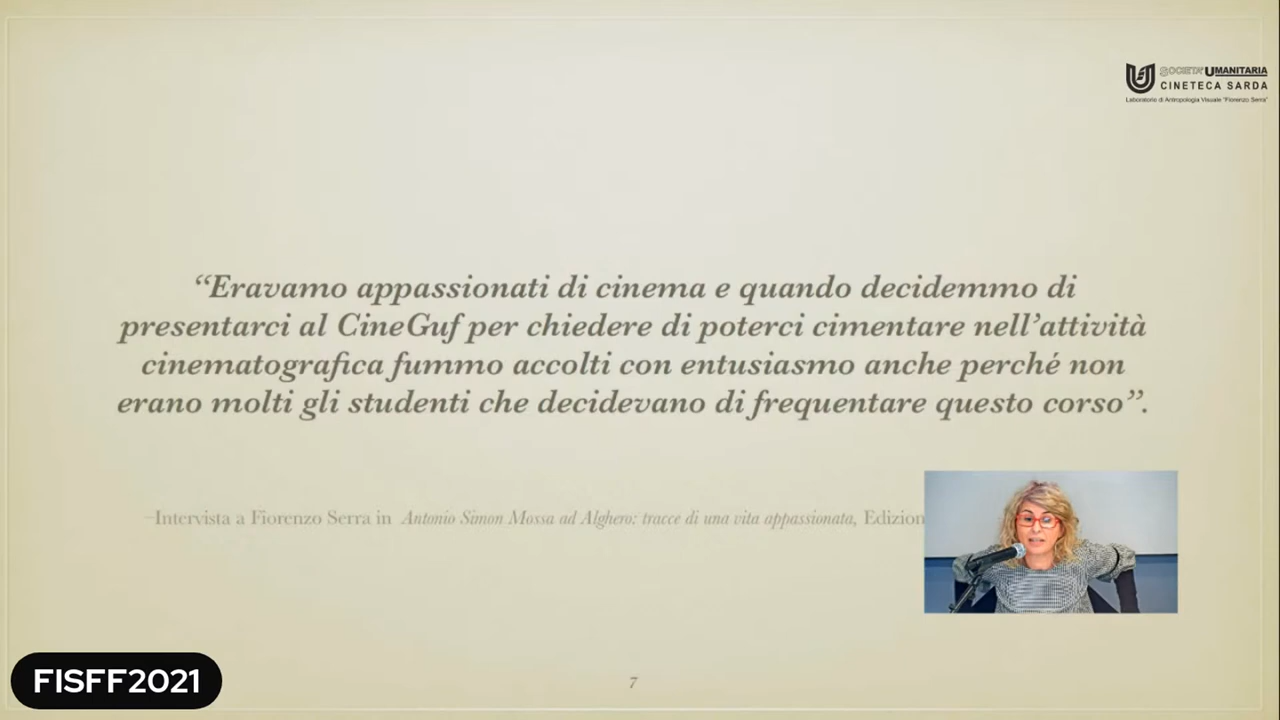 SOCIETA' UMANITARIA
CINETECA SARDA
Laboratorio di Antropologia Visuale "Fiorenzo Serra"
“Eravamo appassionati di cinema e quando decidemmo di
presentarci al CineGuf per chiedere di poterci cimentare nell’attività
cinematografica fummo accolti con entusiasmo anche perché non
erano molti gli studenti che decidevano di frequentare questo corso”.
–Intervista a Fiorenzo Serra in Antonio Simon Mossa ad Alghero: tracce di una vita appassionata, Edizion
FISFF2021
7